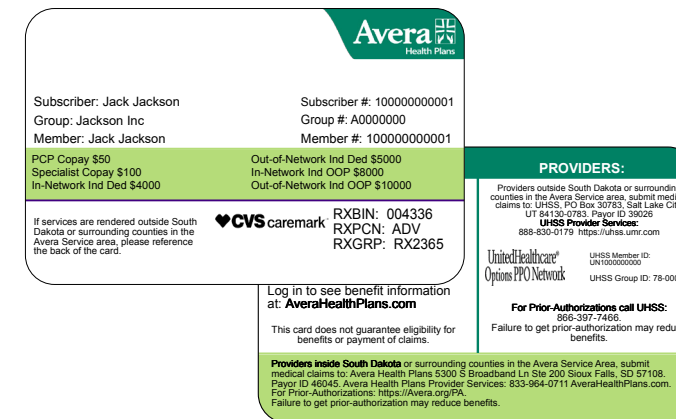 Avera
Health Plans
Subscriber: Jack Jackson
Group: Jackson Inc
Member: Jack Jackson
Subscriber #: 100000000001
Group #: A0000000
Member #: 100000000001
PCP Copay $50
Specialist Copay $100
In-Network Ind Ded $4000
Out-of-Network Ind Ded $5000
In-Network Ind OOP $8000
Out-of-Network Ind OOP $10000
If services are rendered outside South
Dakota or surrounding counties in the
Avera Service area, please reference
the back of the card.
CVS caremark
RXBIN: 004336
RXPCN: ADV
RXGRP: RX2365
Log in to see benefit information
at: AveraHealthPlans.com
This card does not guarantee eligibility for
benefits or payment of claims.
PROVIDERS:
Providers outside South Dakota or surroundin
counties in the Avera Service area, submit medi
claims to: UHSS, PO Box 30783, Salt Lake Cit
UT 84130-0783. Payor ID 39026
UHSS Provider Services:
888-830-0179 https://uhss.umr.com
UnitedHealthcare®
Options PPO Network
UHSS Member ID:
UN1000000000
UHSS Group ID: 78-000
For Prior-Authorizations call UHSS:
866-397-7466.
Failure to get prior-authorization may redu
benefits.
Providers inside South Dakota or surrounding counties in the Avera Service Area, submit
medical claims to: Avera Health Plans 5300 S Broadband Ln Ste 200 Sioux Falls, SD 57108.
Payor ID 46045. Avera Health Plans Provider Services: 833-964-0711 AveraHealthPlans.com.
For Prior-Authorizations: https://Avera.org/PA.
Failure to get prior-authorization may reduce benefits.